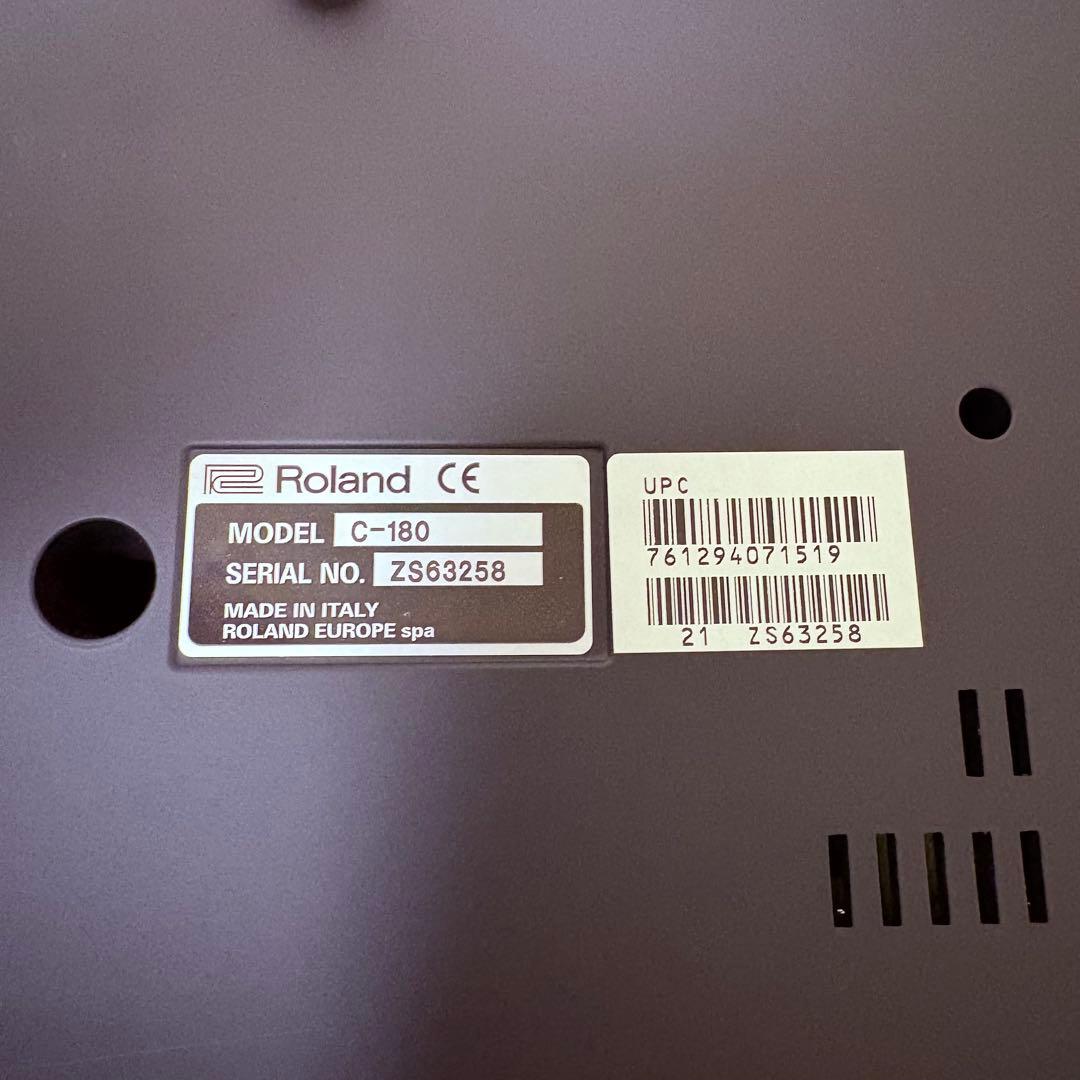 Roland CE
MODEL C-180
SERIAL NO. ZS63258
MADE IN ITALY
ROLAND EUROPE spa
UPC
761294071519
21 ZS63258